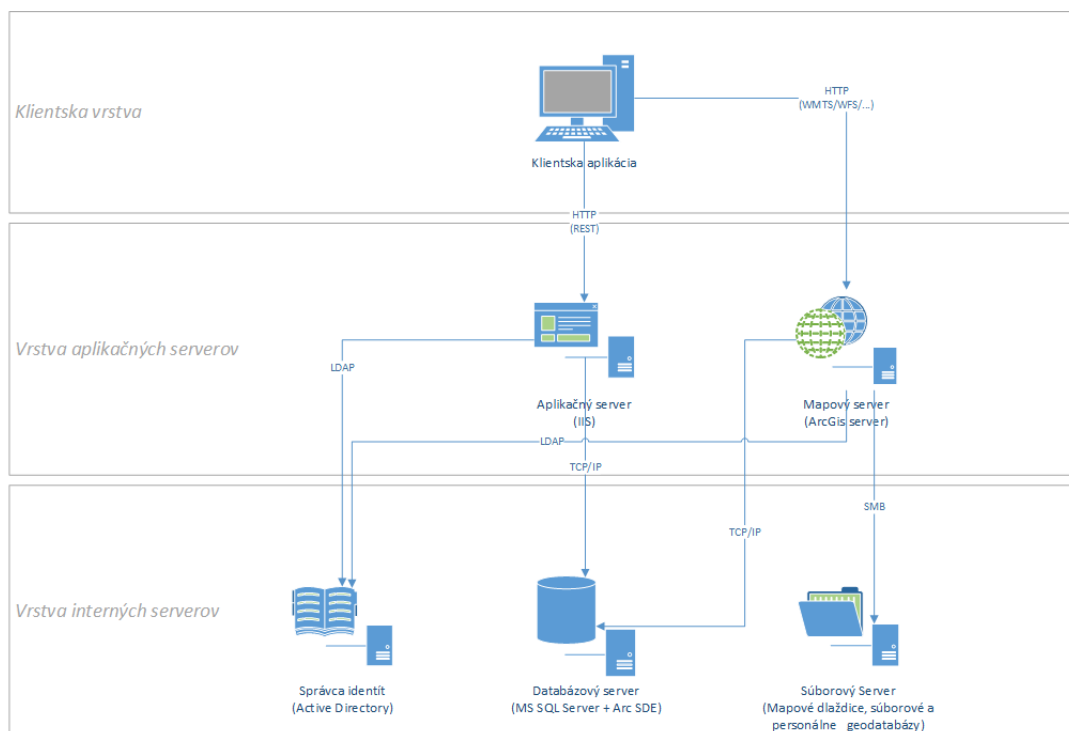 Klientska vrstva
HTTP
(WMTS/WFS/...)
Klientska aplikácia
HTTP
(REST)
Vrstva aplikačných serverov
LDAP
Aplikačný server
(IIS)
Mapový server
(ArcGis server)
LDAP
TCP/IP
SMB
TCP/IP
Vrstva interných serverov
Správca identít
(Active Directory)
Databázový server
(MS SQL Server + Arc SDE)
Súborový Server
(Mapové dlaždice, súborové a
personálne geodatabázy)